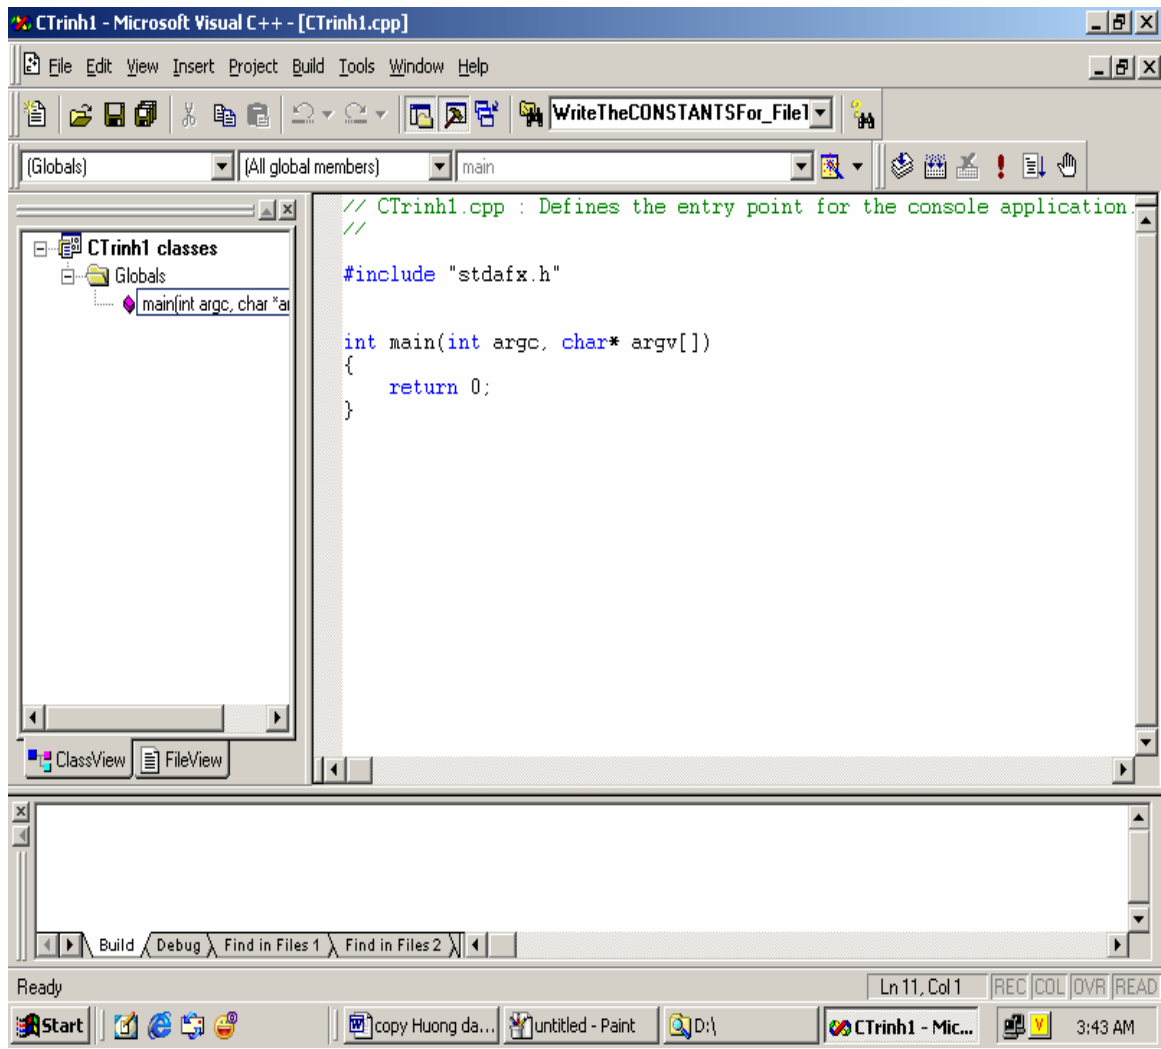 CTrinh1 - Microsoft Visual C++ - [CTrinh1.cpp]
File Edit View Insert Project Build Tools Window Help
WriteTheCONSTANTSFor_FileT
(Globals) (All global members) main
// CTrinh1.cpp : Defines the entry point for the console application.
//
CTrinh1 classes
Globals
#include "stdafx.h"
main(int argc, char *ar
int main(int argc, char* argv[])
{
return 0;
}
ClassView FileView
Build Debug Find in Files 1 Find in Files 2
Ready Ln 11, Col 1 REC COL OVR READ
Start copy Huong da... untitled - Paint D:\ CTrinh1 - Mic... V 3:43 AM